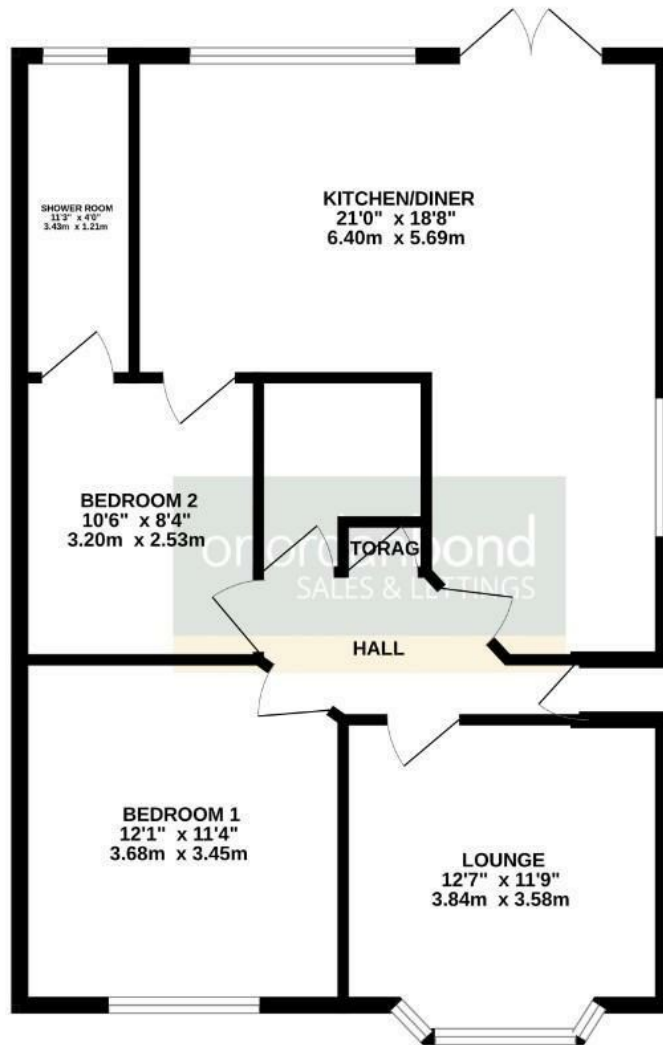 SHOWER ROOM
11'3" x 4'0"
3.43m x 1.21m
KITCHEN/DINER
21'0" x 18'8"
6.40m x 5.69m
BEDROOM 2
10'6" x 8'4"
3.20m x 2.53m
TORAG
SALES & LETTINGS
HALL
BEDROOM 1
12'1" x 11'4"
3.68m x 3.45m
LOUNGE
12'7" x 11'9"
3.84m x 3.58m